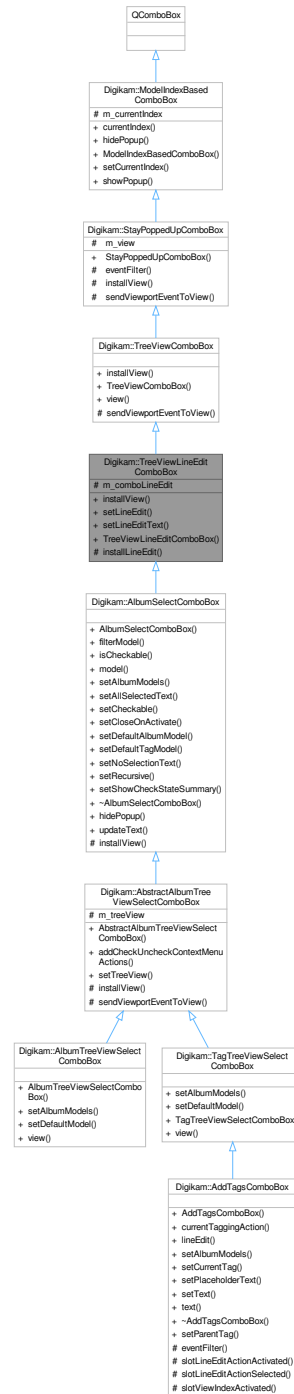 QComboBox
Digikam::ModelIndexBased
ComboBox
# m_currentIndex
+ currentIndex()
+ hidePopup()
+ ModelIndexBasedComboBox()
+ setCurrentIndex()
+ showPopup()
Digikam::StayPoppedUpComboBox
# m_view
+ StayPoppedUpComboBox()
# eventFilter()
# installView()
# sendViewportEventToView()
Digikam::TreeViewComboBox
+ installView()
+ TreeViewComboBox()
+ view()
# sendViewportEventToView()
Digikam::TreeViewLineEdit
ComboBox
# m_comboLineEdit
+ installView()
+ setLineEdit()
+ setLineEditText()
+ TreeViewLineEditComboBox()
# installLineEdit()
Digikam::AlbumSelectComboBox
+ AlbumSelectComboBox()
+ filterModel()
+ isCheckable()
+ model()
+ setAlbumModels()
+ setAllSelectedText()
+ setCheckable()
+ setCloseOnActivate()
+ setDefaultAlbumModel()
+ setDefaultTagModel()
+ setNoSelectionText()
+ setRecursive()
+ setShowCheckStateSummary()
+ ~AlbumSelectComboBox()
+ hidePopup()
+ updateText()
# installView()
Digikam::AbstractAlbumTree
ViewSelectComboBox
# m_treeView
+ AbstractAlbumTreeViewSelect
ComboBox()
+ addCheckUncheckContextMenu
Actions()
+ setTreeView()
# installView()
# sendViewportEventToView()
Digikam::AlbumTreeViewSelect
ComboBox
+ AlbumTreeViewSelectCombo
Box()
+ setAlbumModels()
+ setDefaultModel()
+ view()
Digikam::TagTreeViewSelect
ComboBox
+ setAlbumModels()
+ setDefaultModel()
+ TagTreeViewSelectComboBox()
+ view()
Digikam::AddTagsComboBox
+ AddTagsComboBox()
+ currentTaggingAction()
+ lineEdit()
+ setAlbumModels()
+ setCurrentTag()
+ setPlaceholderText()
+ setText()
+ text()
+ ~AddTagsComboBox()
+ setParentTag()
# eventFilter()
# slotLineEditActionActivated()
# slotLineEditActionSelected()
# slotViewIndexActivated()